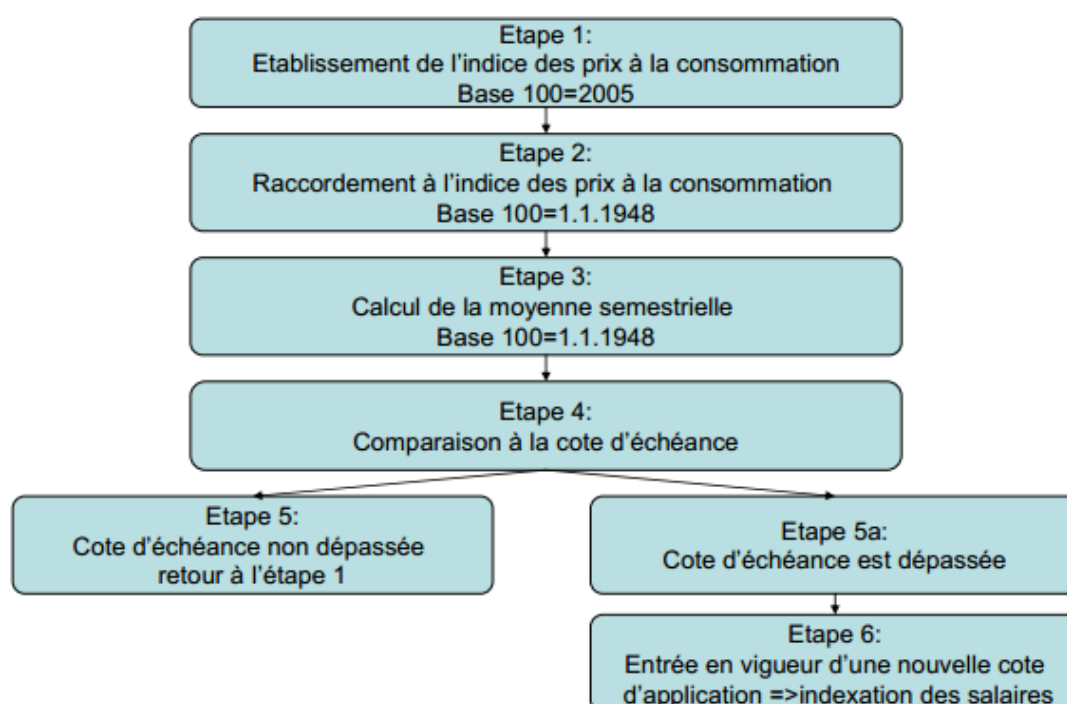 Etape 1:
Etablissement de l'indice des prix à la consommation
Base 100=2005
Etape 2:
Raccordement à l'indice des prix à la consommation
Base 100=1.1.1948
Etape 3:
Calcul de la moyenne semestrielle
Base 100=1.1.1948
Etape 4:
Comparaison à la cote d'échéance
Etape 5:
Cote d'échéance non dépassée
retour à l'étape 1
Etape 5a:
Cote d'échéance est dépassée
Etape 6:
Entrée en vigueur d'une nouvelle cote
d'application =>indexation des salaires